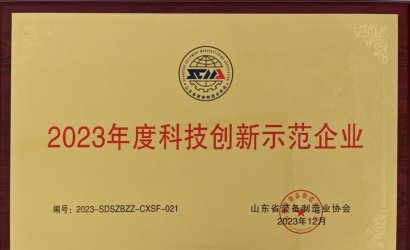 SEMA
2023年度科技创新示范企业
编号：2023-SDSZBZZ-CXSF-021
山东省装备制造业协会
2023年12月